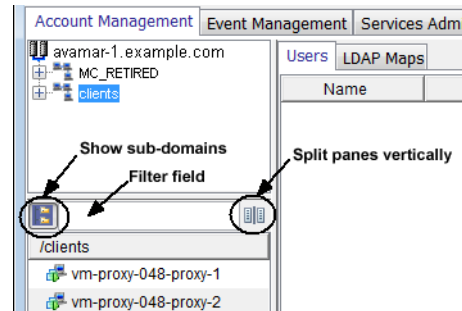 Account Management Event Management Services Adm
avamar-1.example.com
MC_RETIRED
clients
Users LDAP Maps
Name
Show sub-domains
Filter field
Split panes vertically
/clients
vm-proxy-048-proxy-1
vm-proxy-048-proxy-2